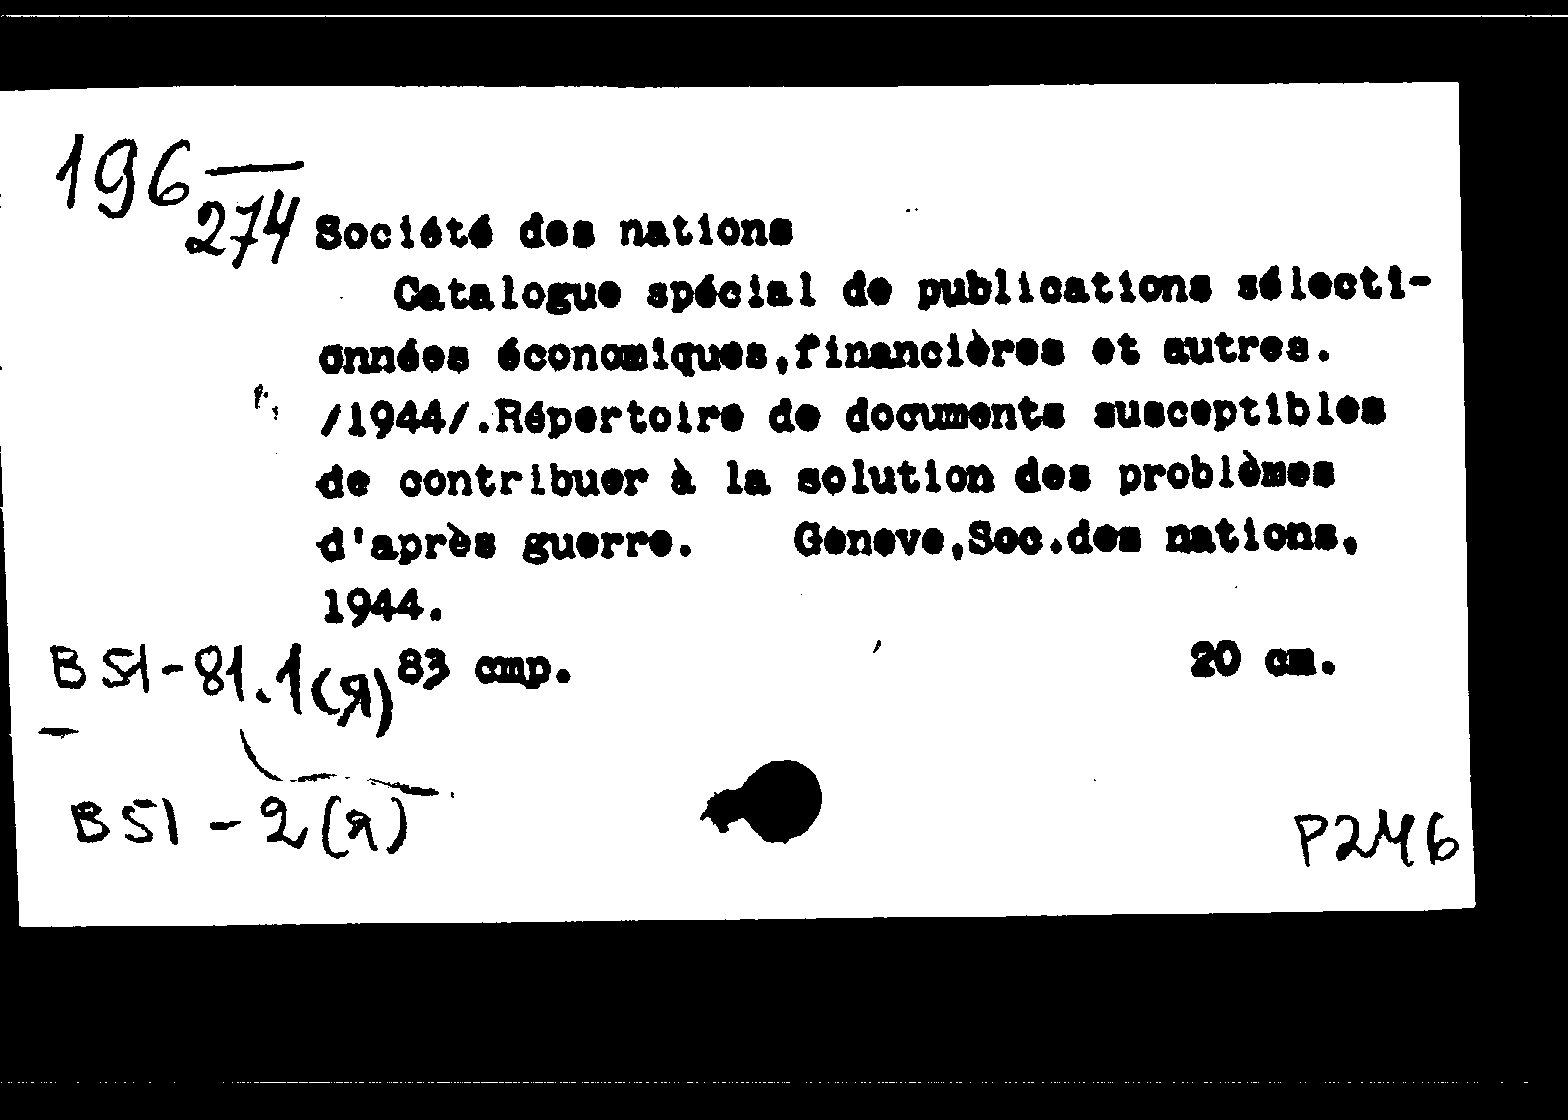 196 —
274 Société des nations
Catalogue spécial de publications sélecti-
onnées économiques,financières et autres.
/1944/.Répertoire de documents susceptibles
de contribuer à la solution des problèmes
d'après guerre. Geneve,Soc.des nations,
1944.
B51-81.1(Я) 83 cmp. 20 cm.
B51-2(Я)
P246